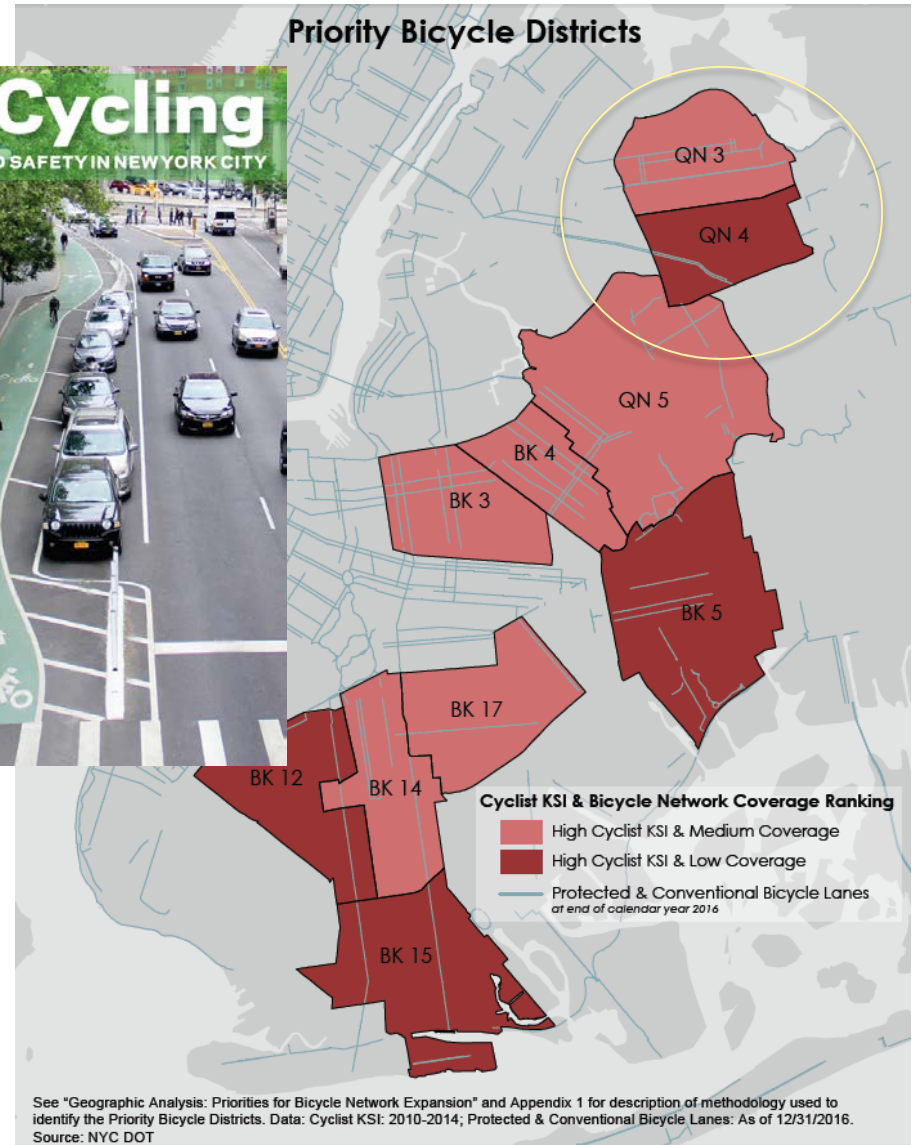 Priority Bicycle Districts
Cycling
SAFETY IN NEW YORK CITY
QN 3
QN 4
QN 5
BK 4
BK 3
BK 5
BK 17
BK 12
BK 14
BK 15
Cyclist KSI & Bicycle Network Coverage Ranking
High Cyclist KSI & Medium Coverage
High Cyclist KSI & Low Coverage
Protected & Conventional Bicycle Lanes
at end of calendar year 2016
See "Geographic Analysis: Priorities for Bicycle Network Expansion" and Appendix 1 for description of methodology used to
identify the Priority Bicycle Districts. Data: Cyclist KSI: 2010-2014; Protected & Conventional Bicycle Lanes: As of 12/31/2016.
Source: NYC DOT